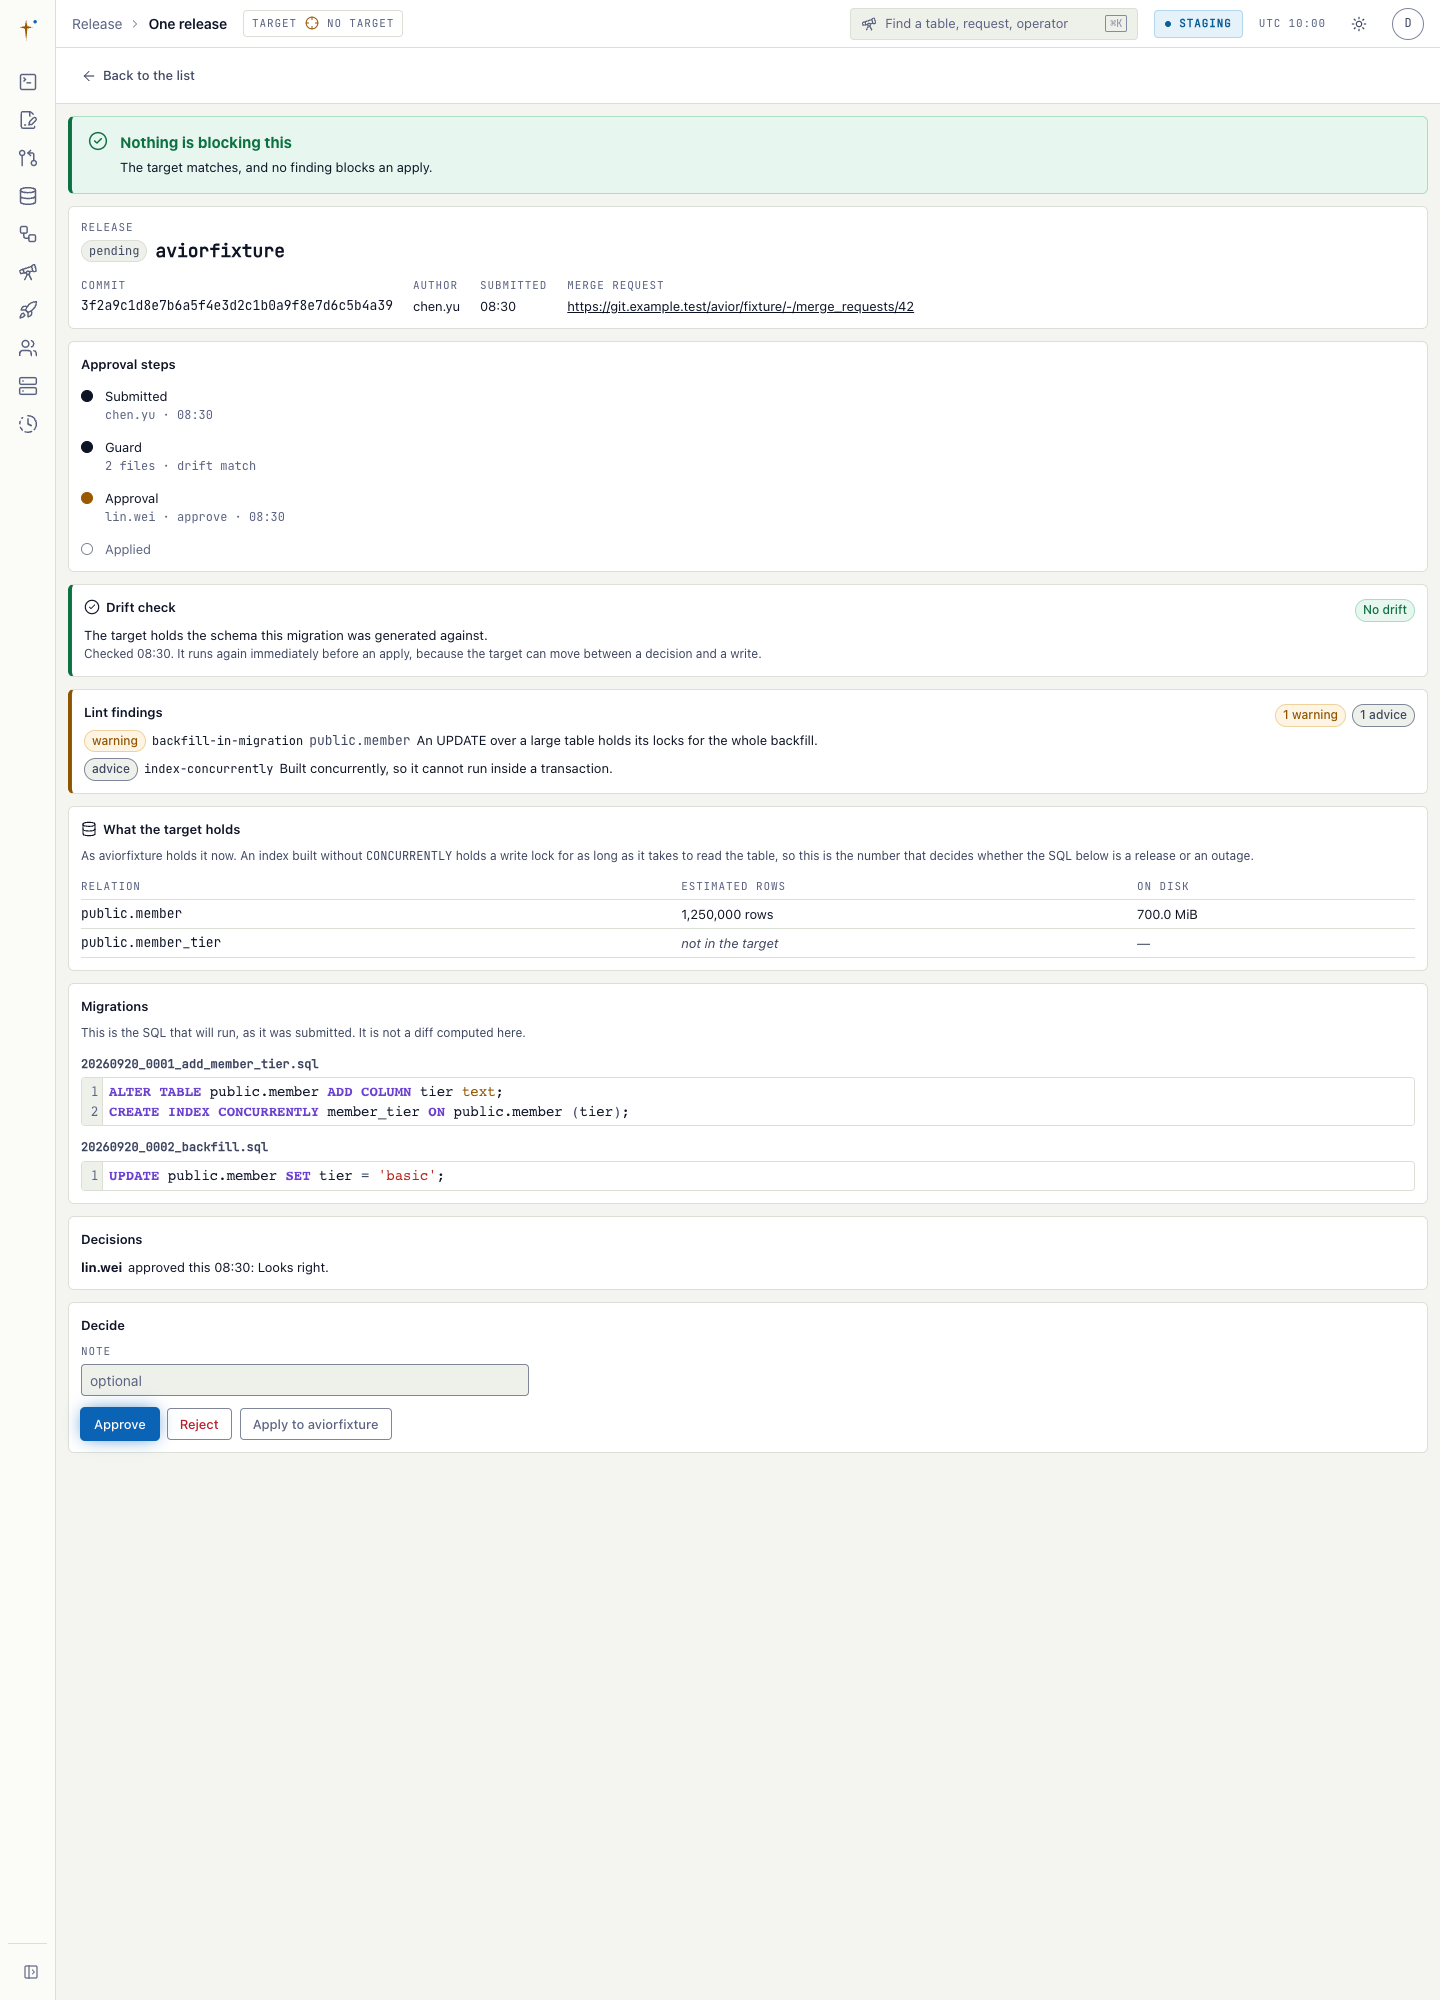 Release > One release
TARGET NO TARGET
Find a table, request, operator ⌘K
STAGING
UTC 10:00
D
Back to the list
Nothing is blocking this
The target matches, and no finding blocks an apply.
RELEASE
pending aviorfixture
COMMIT AUTHOR SUBMITTED MERGE REQUEST
3f2a9c1d8e7b6a5f4e3d2c1b0a9f8e7d6c5b4a39 chen.yu 08:30 https://git.example.test/avior/fixture/-/merge_requests/42
Approval steps
Submitted
chen.yu · 08:30
Guard
2 files · drift match
Approval
lin.wei · approve · 08:30
Applied
Drift check No drift
The target holds the schema this migration was generated against.
Checked 08:30. It runs again immediately before an apply, because the target can move between a decision and a write.
Lint findings 1 warning 1 advice
warning backfill-in-migration public.member An UPDATE over a large table holds its locks for the whole backfill.
advice index-concurrently Built concurrently, so it cannot run inside a transaction.
What the target holds
As aviorfixture holds it now. An index built without CONCURRENTLY holds a write lock for as long as it takes to read the table, so this is the number that decides whether the SQL below is a release or an outage.
RELATION ESTIMATED ROWS ON DISK
public.member 1,250,000 rows 700.0 MiB
public.member_tier not in the target —
Migrations
This is the SQL that will run, as it was submitted. It is not a diff computed here.
20260920_0001_add_member_tier.sql
1 ALTER TABLE public.member ADD COLUMN tier text;
2 CREATE INDEX CONCURRENTLY member_tier ON public.member (tier);
20260920_0002_backfill.sql
1 UPDATE public.member SET tier = 'basic';
Decisions
lin.wei approved this 08:30: Looks right.
Decide
NOTE
optional
Approve Reject Apply to aviorfixture